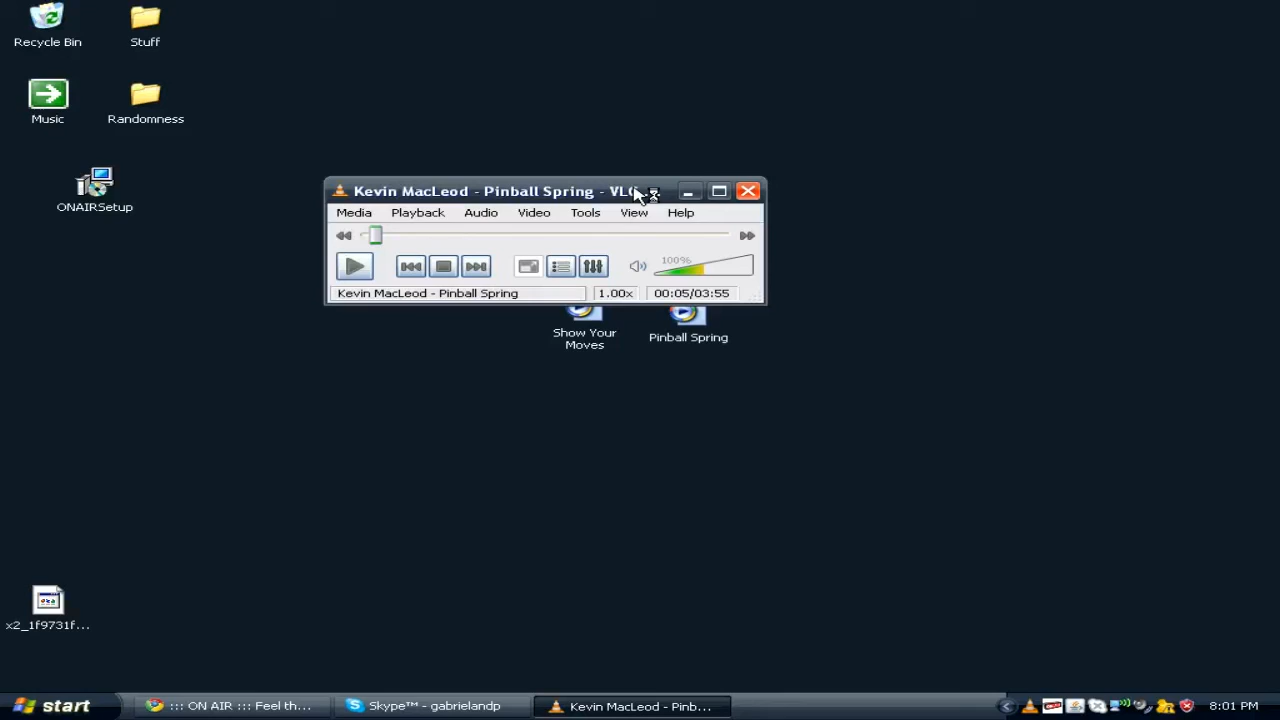 Recycle Bin
Stuff
Music
Randomness
ONAIRSetup
Kevin MacLeod - Pinball Spring - VLC
Media Playback Audio Video Tools View Help
100%
Kevin MacLeod - Pinball Spring 1.00x 00:05/03:55
Show Your
Moves
Pinball Spring
x2_1f9731f...
start ::: ON AIR ::: Feel th... Skype™ - gabrielandp Kevin MacLeod - Pinb... 8:01 PM